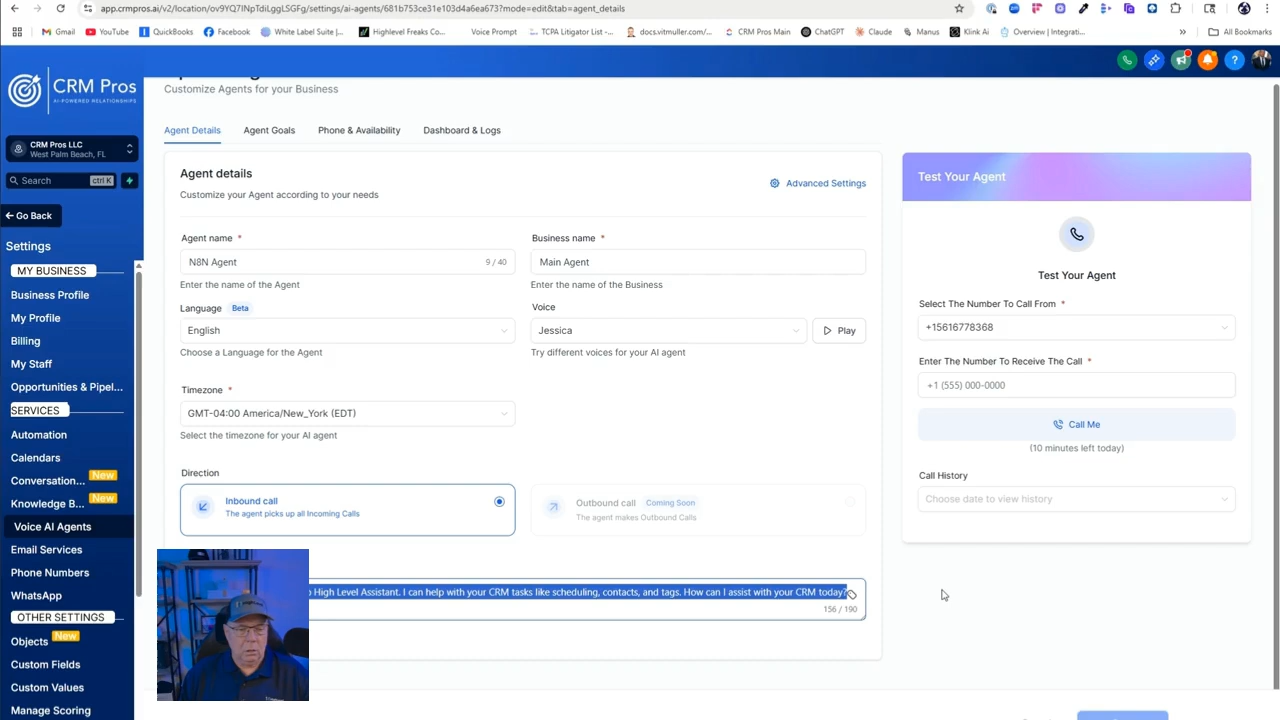 app.crmpros.ai/v2/location/ov9YQ7INpTdiLggLSGFg/settings/ai-agents/681b753ce31e103d4a6ea673?mode=edit&tab=agent_details
Gmail YouTube QuickBooks Facebook White Label Suite |... Highlevel Freaks Co... Voice Prompt TCPA Litigator List -... docs.vitmuller.com/... CRM Pros Main ChatGPT Claude Manus Klink Ai Overview | Integrati... » All Bookmarks
CRM Pros
AI-POWERED RELATIONSHIPS
CRM Pros LLC
West Palm Beach, FL
Search ctrl K
Go Back
Settings
MY BUSINESS
Business Profile
My Profile
Billing
My Staff
Opportunities & Pipel...
SERVICES
Automation
Calendars
Conversation... New
Knowledge B... New
Voice AI Agents
Email Services
Phone Numbers
WhatsApp
OTHER SETTINGS
Objects New
Custom Fields
Custom Values
Manage Scoring
Customize Agents for your Business
Agent Details Agent Goals Phone & Availability Dashboard & Logs
Agent details
Customize your Agent according to your needs
Advanced Settings
Agent name *
N8N Agent 9 / 40
Enter the name of the Agent
Business name *
Main Agent
Enter the name of the Business
Language Beta
English
Choose a Language for the Agent
Voice
Jessica
Play
Try different voices for your AI agent
Timezone *
GMT-04:00 America/New_York (EDT)
Select the timezone for your AI agent
Direction
Inbound call
The agent picks up all Incoming Calls
Outbound call Coming Soon
The agent makes Outbound Calls
High Level Assistant. I can help with your CRM tasks like scheduling, contacts, and tags. How can I assist with your CRM today?
156 / 190
Test Your Agent
Test Your Agent
Select The Number To Call From *
+15616778368
Enter The Number To Receive The Call *
+1 (555) 000-0000
Call Me
(10 minutes left today)
Call History
Choose date to view history